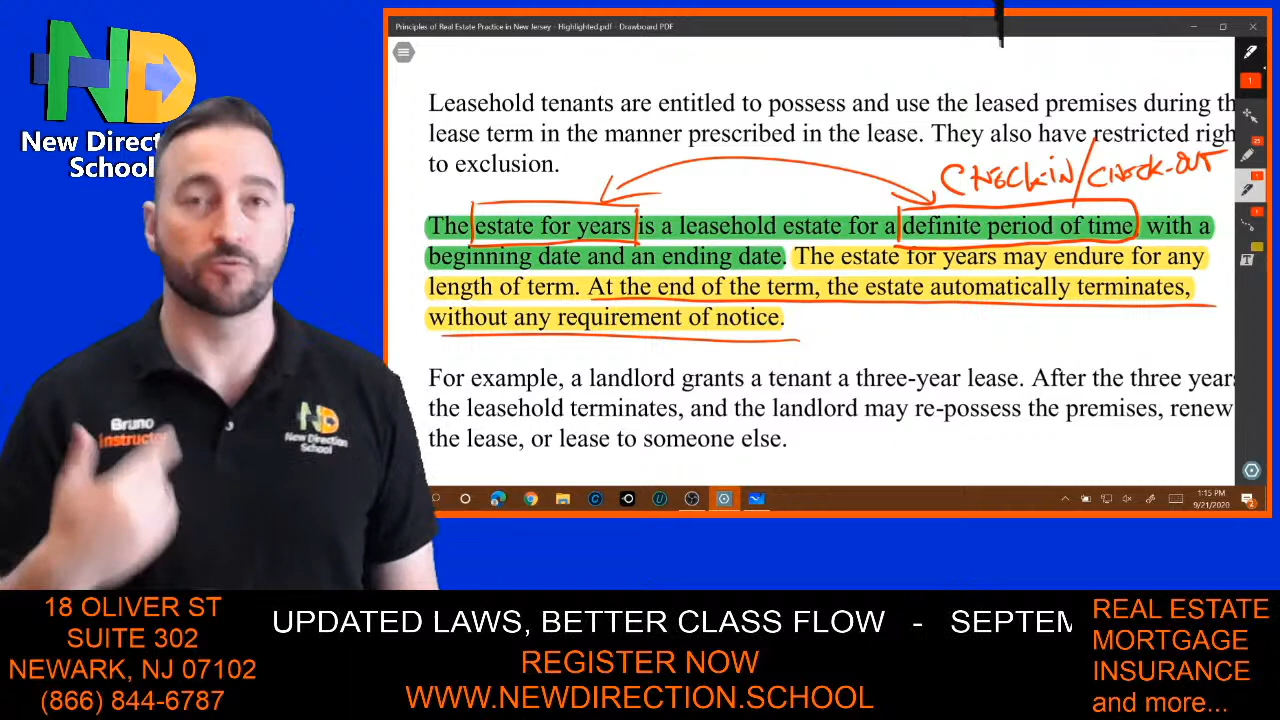 ND
New Direction
School
Bruno
Instructor
ND
New Direction
School
Principles of Real Estate Practice in New Jersey - Highlighted.pdf - Drawboard PDF
Leasehold tenants are entitled to possess and use the leased premises during th
lease term in the manner prescribed in the lease. They also have restricted righ
to exclusion.
CHECK-IN/CHECK-OUT
The estate for years is a leasehold estate for a definite period of time, with a
beginning date and an ending date. The estate for years may endure for any
length of term. At the end of the term, the estate automatically terminates,
without any requirement of notice.
For example, a landlord grants a tenant a three-year lease. After the three years
the leasehold terminates, and the landlord may re-possess the premises, renew
the lease, or lease to someone else.
1:15 PM
9/21/2020
18 OLIVER ST
SUITE 302
NEWARK, NJ 07102
(866) 844-6787
UPDATED LAWS, BETTER CLASS FLOW - SEPTEM
REGISTER NOW
WWW.NEWDIRECTION.SCHOOL
REAL ESTATE
MORTGAGE
INSURANCE
and more...